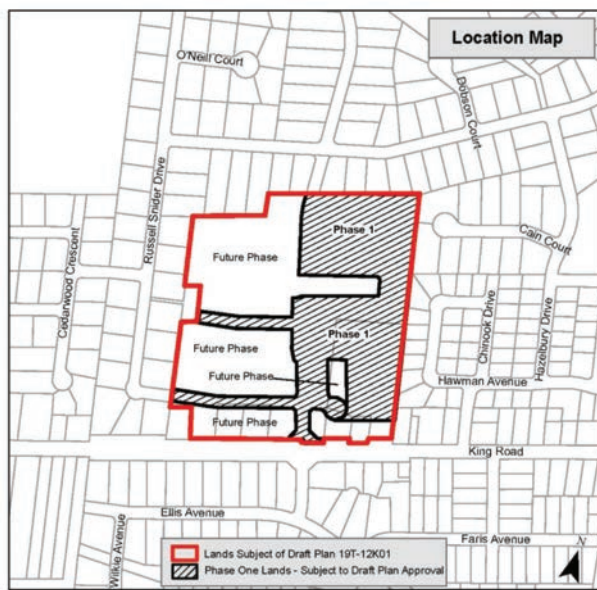 Location Map
O'Neill Court
Dobson Court
Russel Snider Drive
Cedarwood Crescent
Phase 1
Future Phase
Cain Court
Chinook Drive
Hazelbury Drive
Phase 1
Future Phase
Future Phase
Hawman Avenue
Future Phase
King Road
Ellis Avenue
Wilkie Avenue
Faris Avenue
N
Lands Subject of Draft Plan 19T-12K01
Phase One Lands - Subject to Draft Plan Approval